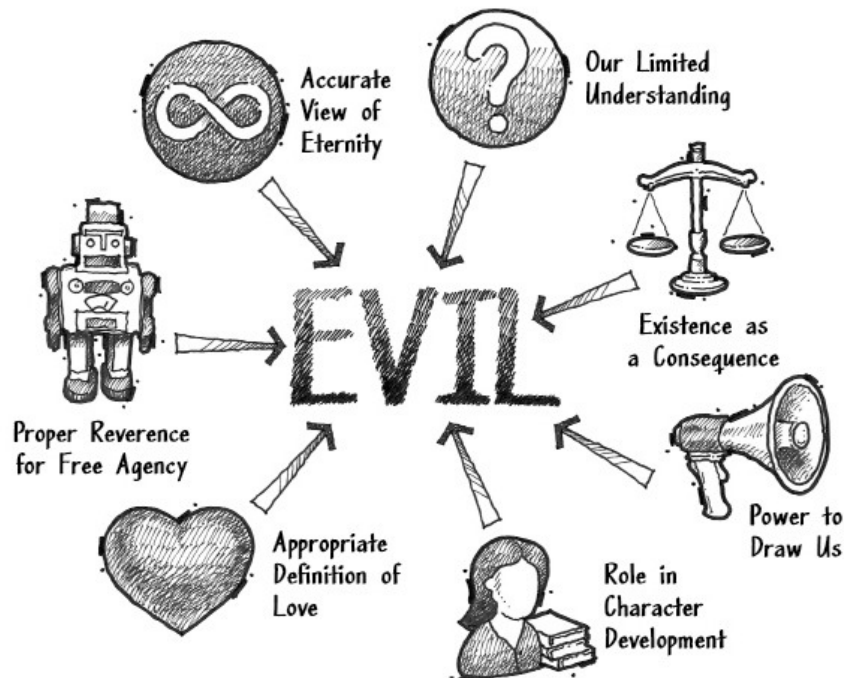 Accurate
View of
Eternity
Our Limited
Understanding
EVIL
Existence as
a Consequence
Proper Reverence
for Free Agency
Power to
Draw Us
Appropriate
Definition of
Love
Role in
Character
Development